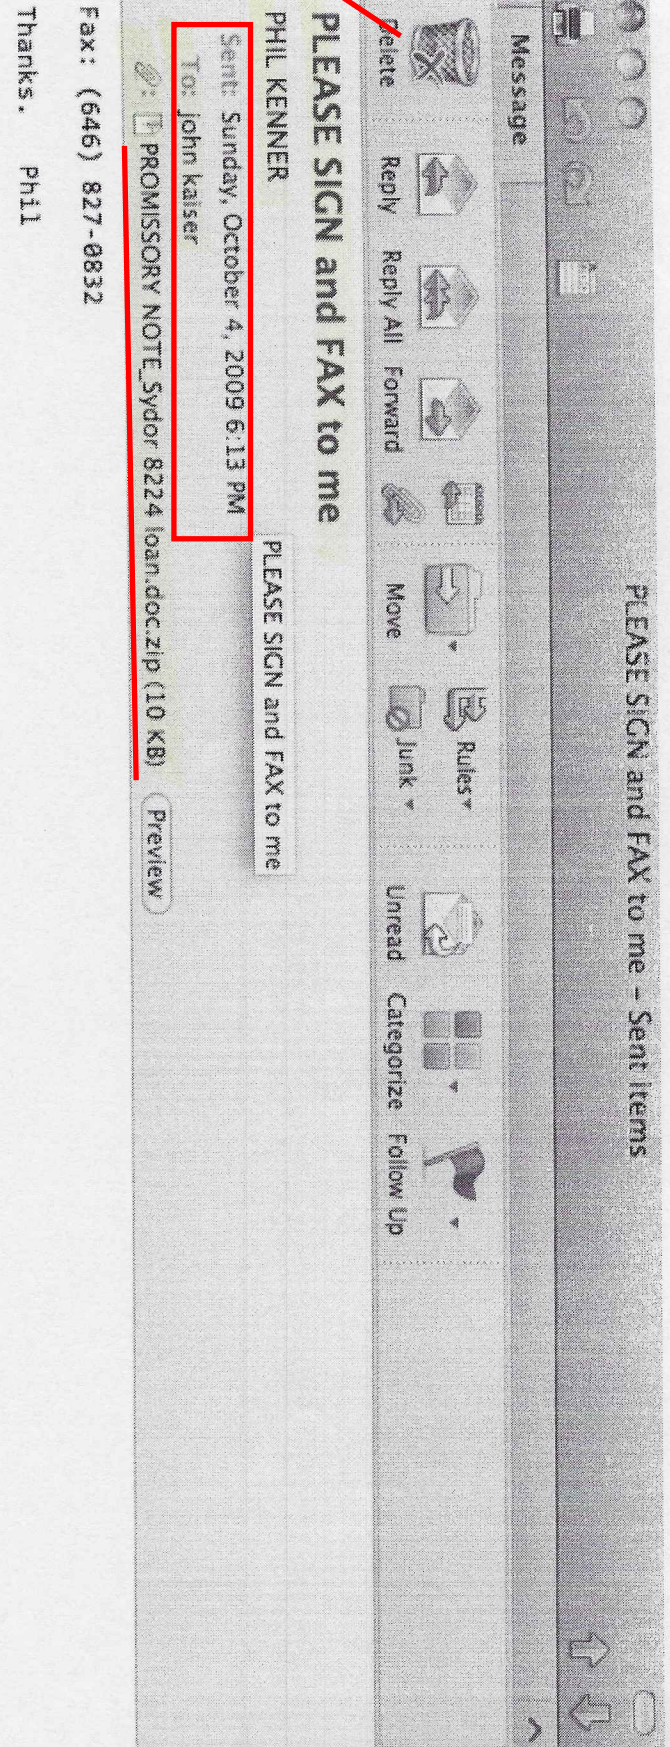 PLEASE SIGN and FAX to me – Sent Items
Message
Delete Reply Reply All Forward Move Rules Junk Unread Categorize Follow Up
PLEASE SIGN and FAX to me
PHIL KENNER
PLEASE SIGN and FAX to me
Sent: Sunday, October 4, 2009 6:13 PM
To: john kaiser
: PROMISSORY NOTE_Sydor 8224 loan.doc.zip (10 KB) Preview
Fax: (646) 827-0832
Thanks. Phil